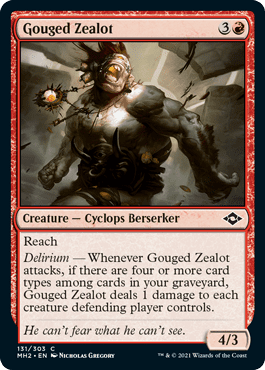 Gouged Zealot 3
Creature — Cyclops Berserker
Reach
Delirium — Whenever Gouged Zealot
attacks, if there are four or more card
types among cards in your graveyard,
Gouged Zealot deals 1 damage to each
creature defending player controls.
He can't fear what he can't see.
4/3
131/303 C
MH2 • EN Nicholas Gregory
™ & © 2021 Wizards of the Coast